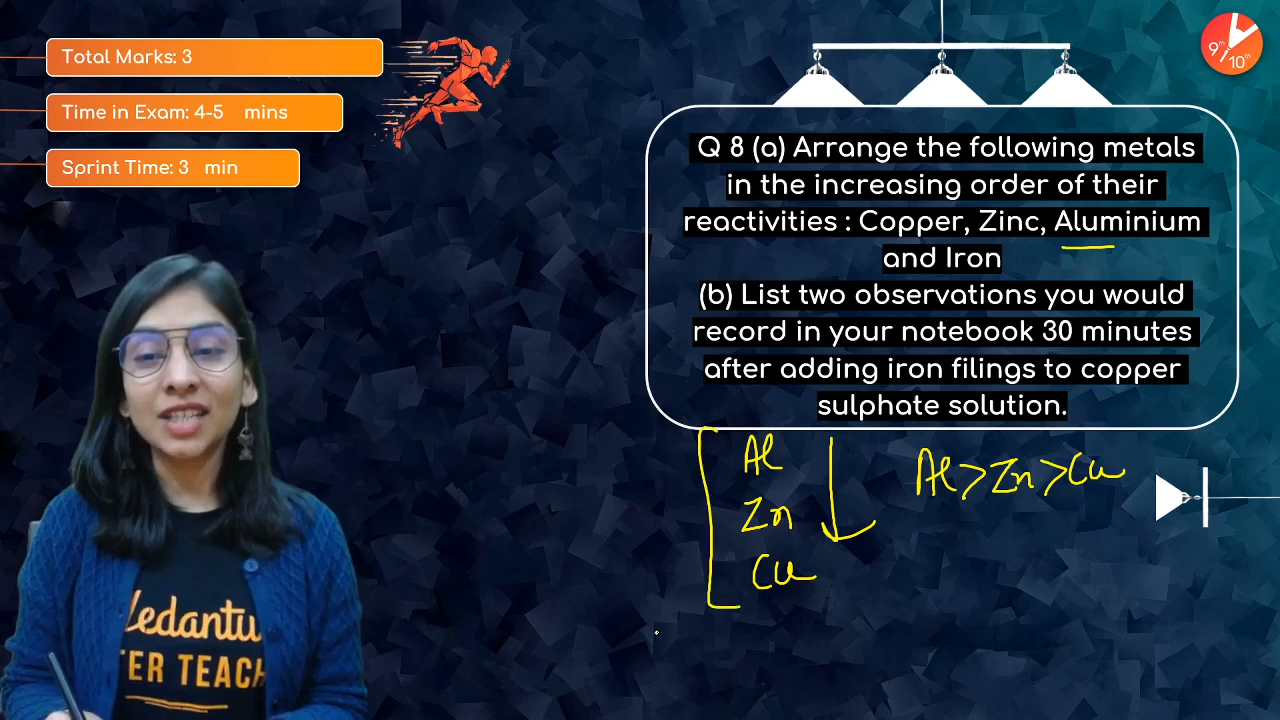 Total Marks: 3
Time in Exam: 4-5 mins
Sprint Time: 3 min
9th/10th
Q 8 (a) Arrange the following metals
in the increasing order of their
reactivities : Copper, Zinc, Aluminium
and Iron
(b) List two observations you would
record in your notebook 30 minutes
after adding iron filings to copper
sulphate solution.
Al
Zn
Cu
Al > Zn > Cu
Vedantu
TER TEACH